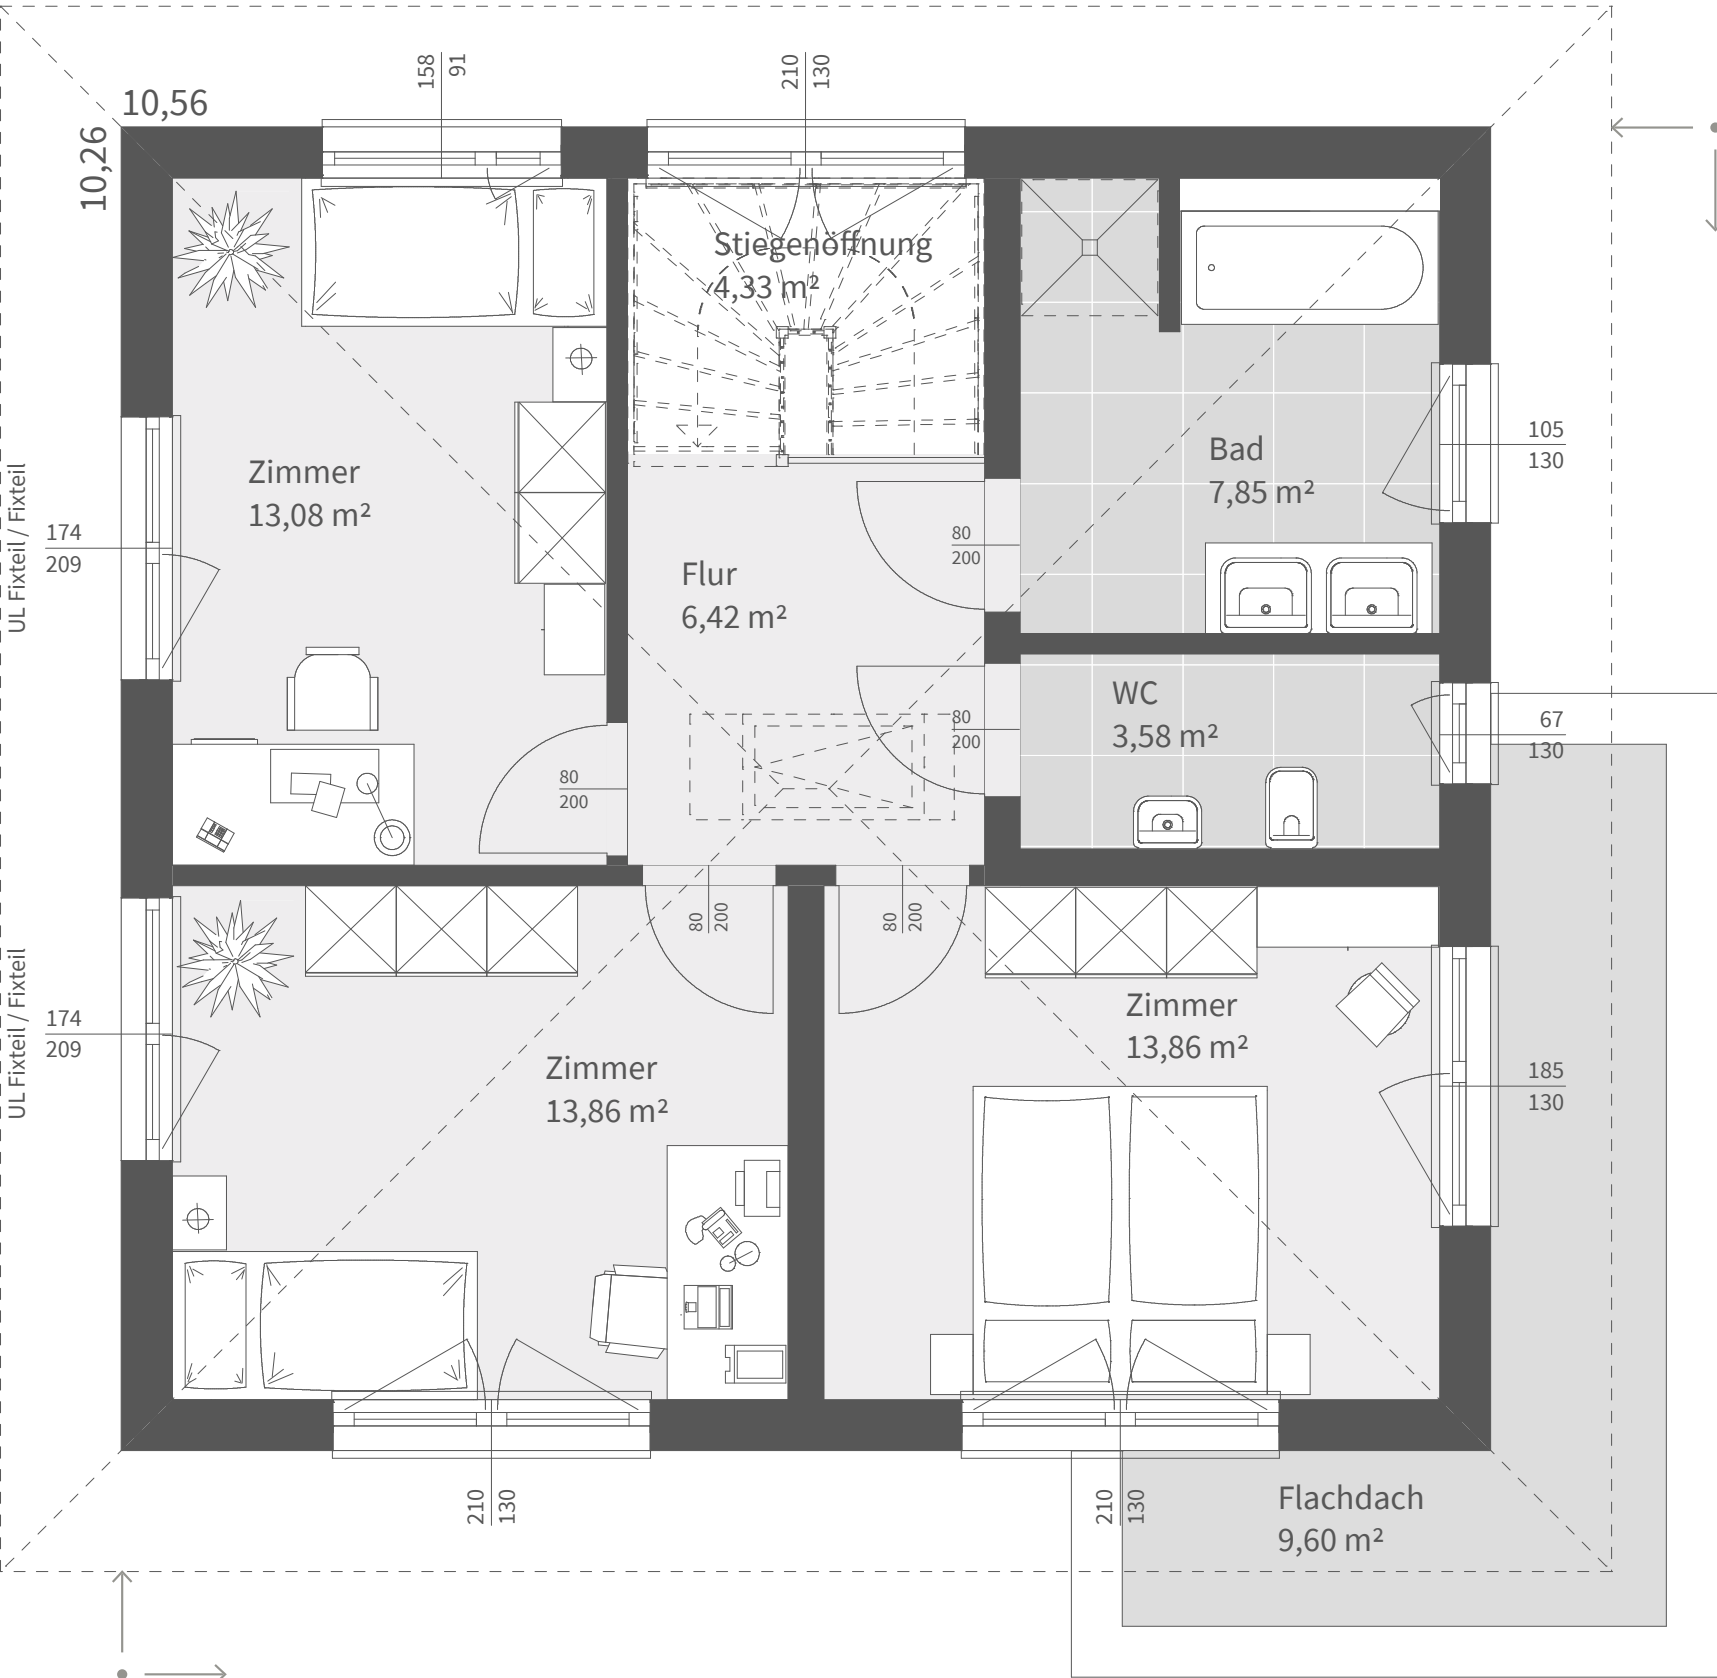 158
91
210
130
10,56
10,26
Stiegenöffnung
4,33 m²
Zimmer
13,08 m²
Bad
7,85 m²
105
130
UL Fixteil / Fixteil
174
209
80
200
Flur
6,42 m²
WC
3,58 m²
67
130
80
200
80
200
80
200
80
200
UL Fixteil / Fixteil
174
209
Zimmer
13,86 m²
Zimmer
13,86 m²
185
130
210
130
210
130
Flachdach
9,60 m²